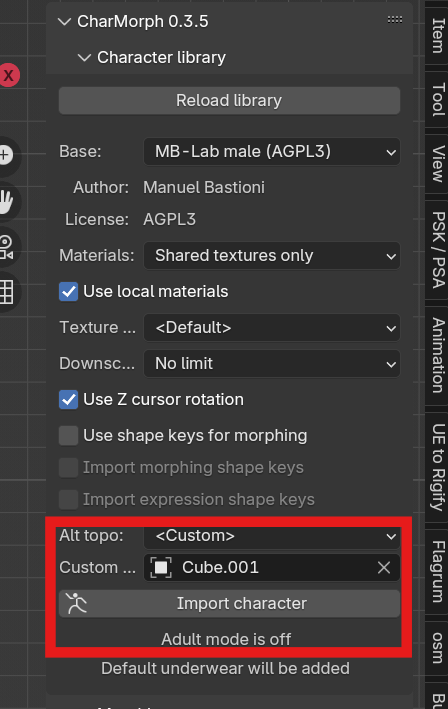 CharMorph 0.3.5
Character library
Reload library
Base: MB-Lab male (AGPL3)
Author: Manuel Bastioni
License: AGPL3
Materials: Shared textures only
Use local materials
Texture ... <Default>
Downsc... No limit
Use Z cursor rotation
Use shape keys for morphing
Import morphing shape keys
Import expression shape keys
Alt topo: <Custom>
Custom ... Cube.001
Import character
Adult mode is off
Default underwear will be added
Item
Tool
View
PSK / PSA
Animation
UE to Rigify
Flagrum
osm
X